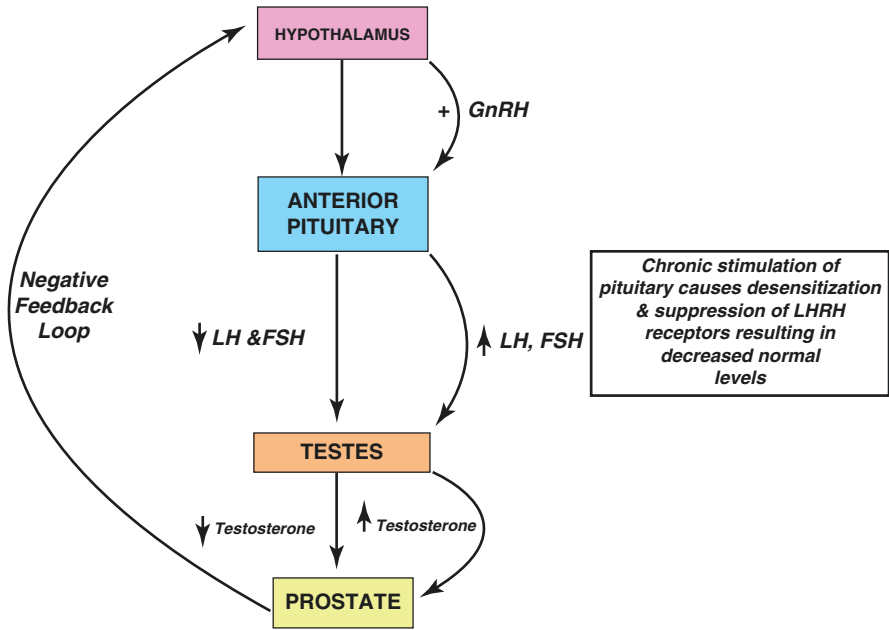 HYPOTHALAMUS
+ GnRH
ANTERIOR
PITUITARY
Negative
Feedback
Loop
LH &FSH
LH, FSH
Chronic stimulation of
pituitary causes desensitization
& suppression of LHRH
receptors resulting in
decreased normal
levels
TESTES
Testosterone
Testosterone
PROSTATE